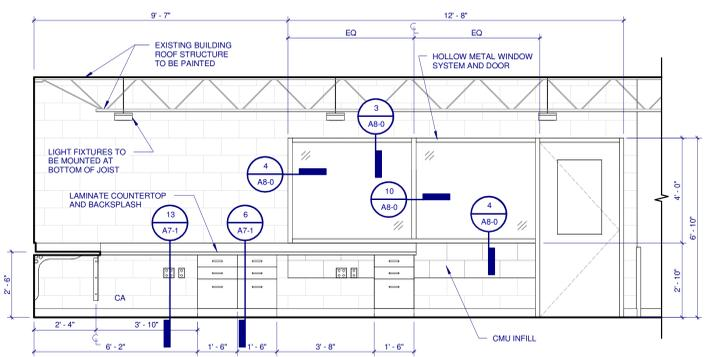 9' - 7"
12' - 8"
EQ
℄
EQ
EXISTING BUILDING
ROOF STRUCTURE
TO BE PAINTED
HOLLOW METAL WINDOW
SYSTEM AND DOOR
3
A8-0
LIGHT FIXTURES TO
BE MOUNTED AT
BOTTOM OF JOIST
4
A8-0
LAMINATE COUNTERTOP
AND BACKSPLASH
10
A8-0
4
A8-0
13
A7-1
6
A7-1
4' - 0"
6' - 10"
2' - 10"
2' - 6"
CA
CMU INFILL
2' - 4"
℄
3' - 10"
6' - 2"
1' - 6"
1' - 6"
3' - 8"
1' - 6"